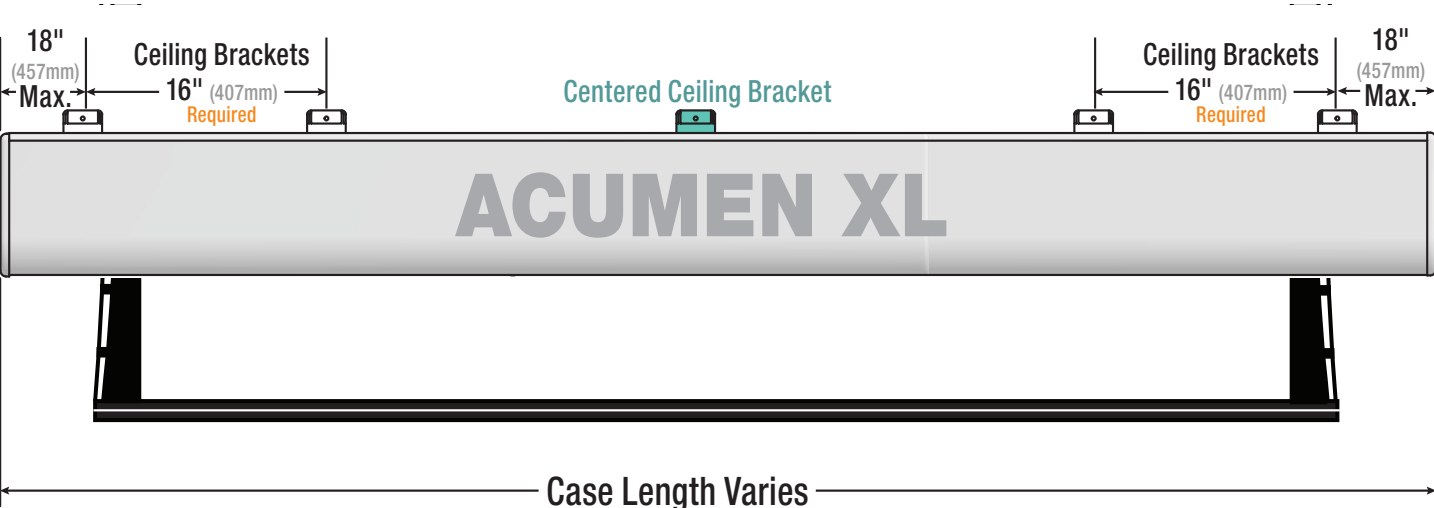 18"
(457mm)
Max.
Ceiling Brackets
16" (407mm)
Required
Centered Ceiling Bracket
Ceiling Brackets
16" (407mm)
Required
18"
(457mm)
Max.
ACUMEN XL
Case Length Varies